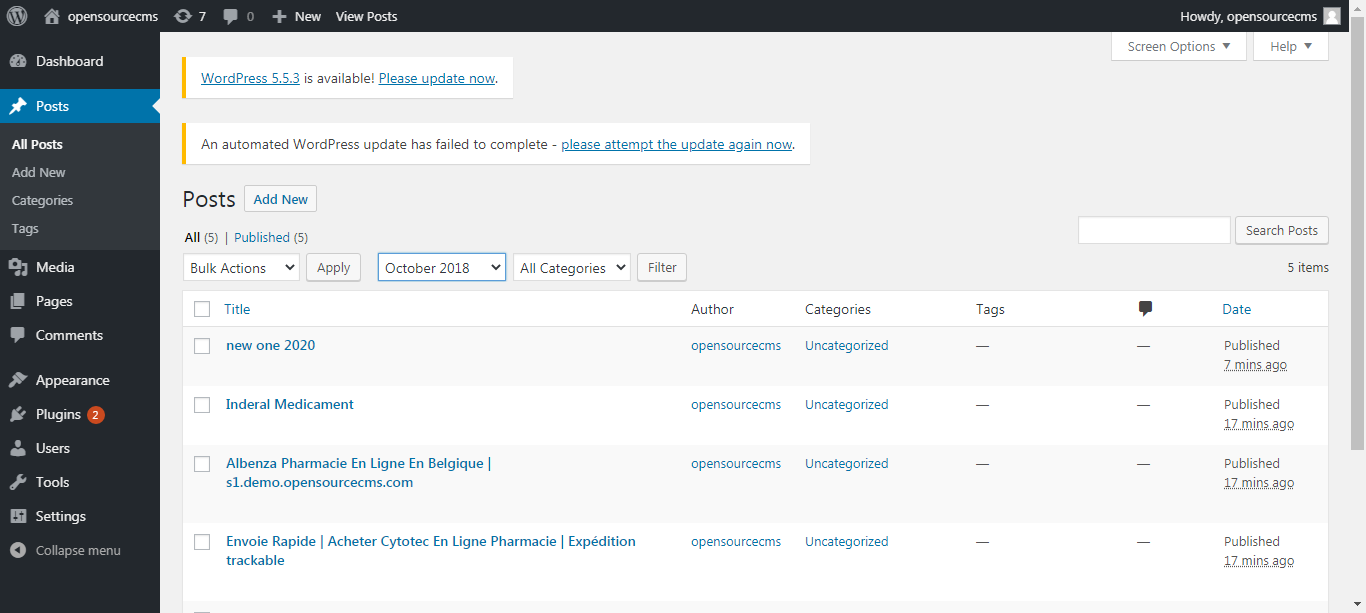 opensourcecms 7 0 New View Posts Howdy, opensourcecms
Screen Options Help
Dashboard
Posts
All Posts
Add New
Categories
Tags
Media
Pages
Comments
Appearance
Plugins 2
Users
Tools
Settings
Collapse menu
WordPress 5.5.3 is available! Please update now.
An automated WordPress update has failed to complete - please attempt the update again now.
Posts Add New
All (5) | Published (5)
Search Posts
Bulk Actions Apply October 2018 All Categories Filter 5 items
Title Author Categories Tags Date
new one 2020 opensourcecms Uncategorized — — Published
7 mins ago
Inderal Medicament opensourcecms Uncategorized — — Published
17 mins ago
Albenza Pharmacie En Ligne En Belgique | opensourcecms Uncategorized — — Published
s1.demo.opensourcecms.com 17 mins ago
Envoie Rapide | Acheter Cytotec En Ligne Pharmacie | Expédition opensourcecms Uncategorized — — Published
trackable 17 mins ago